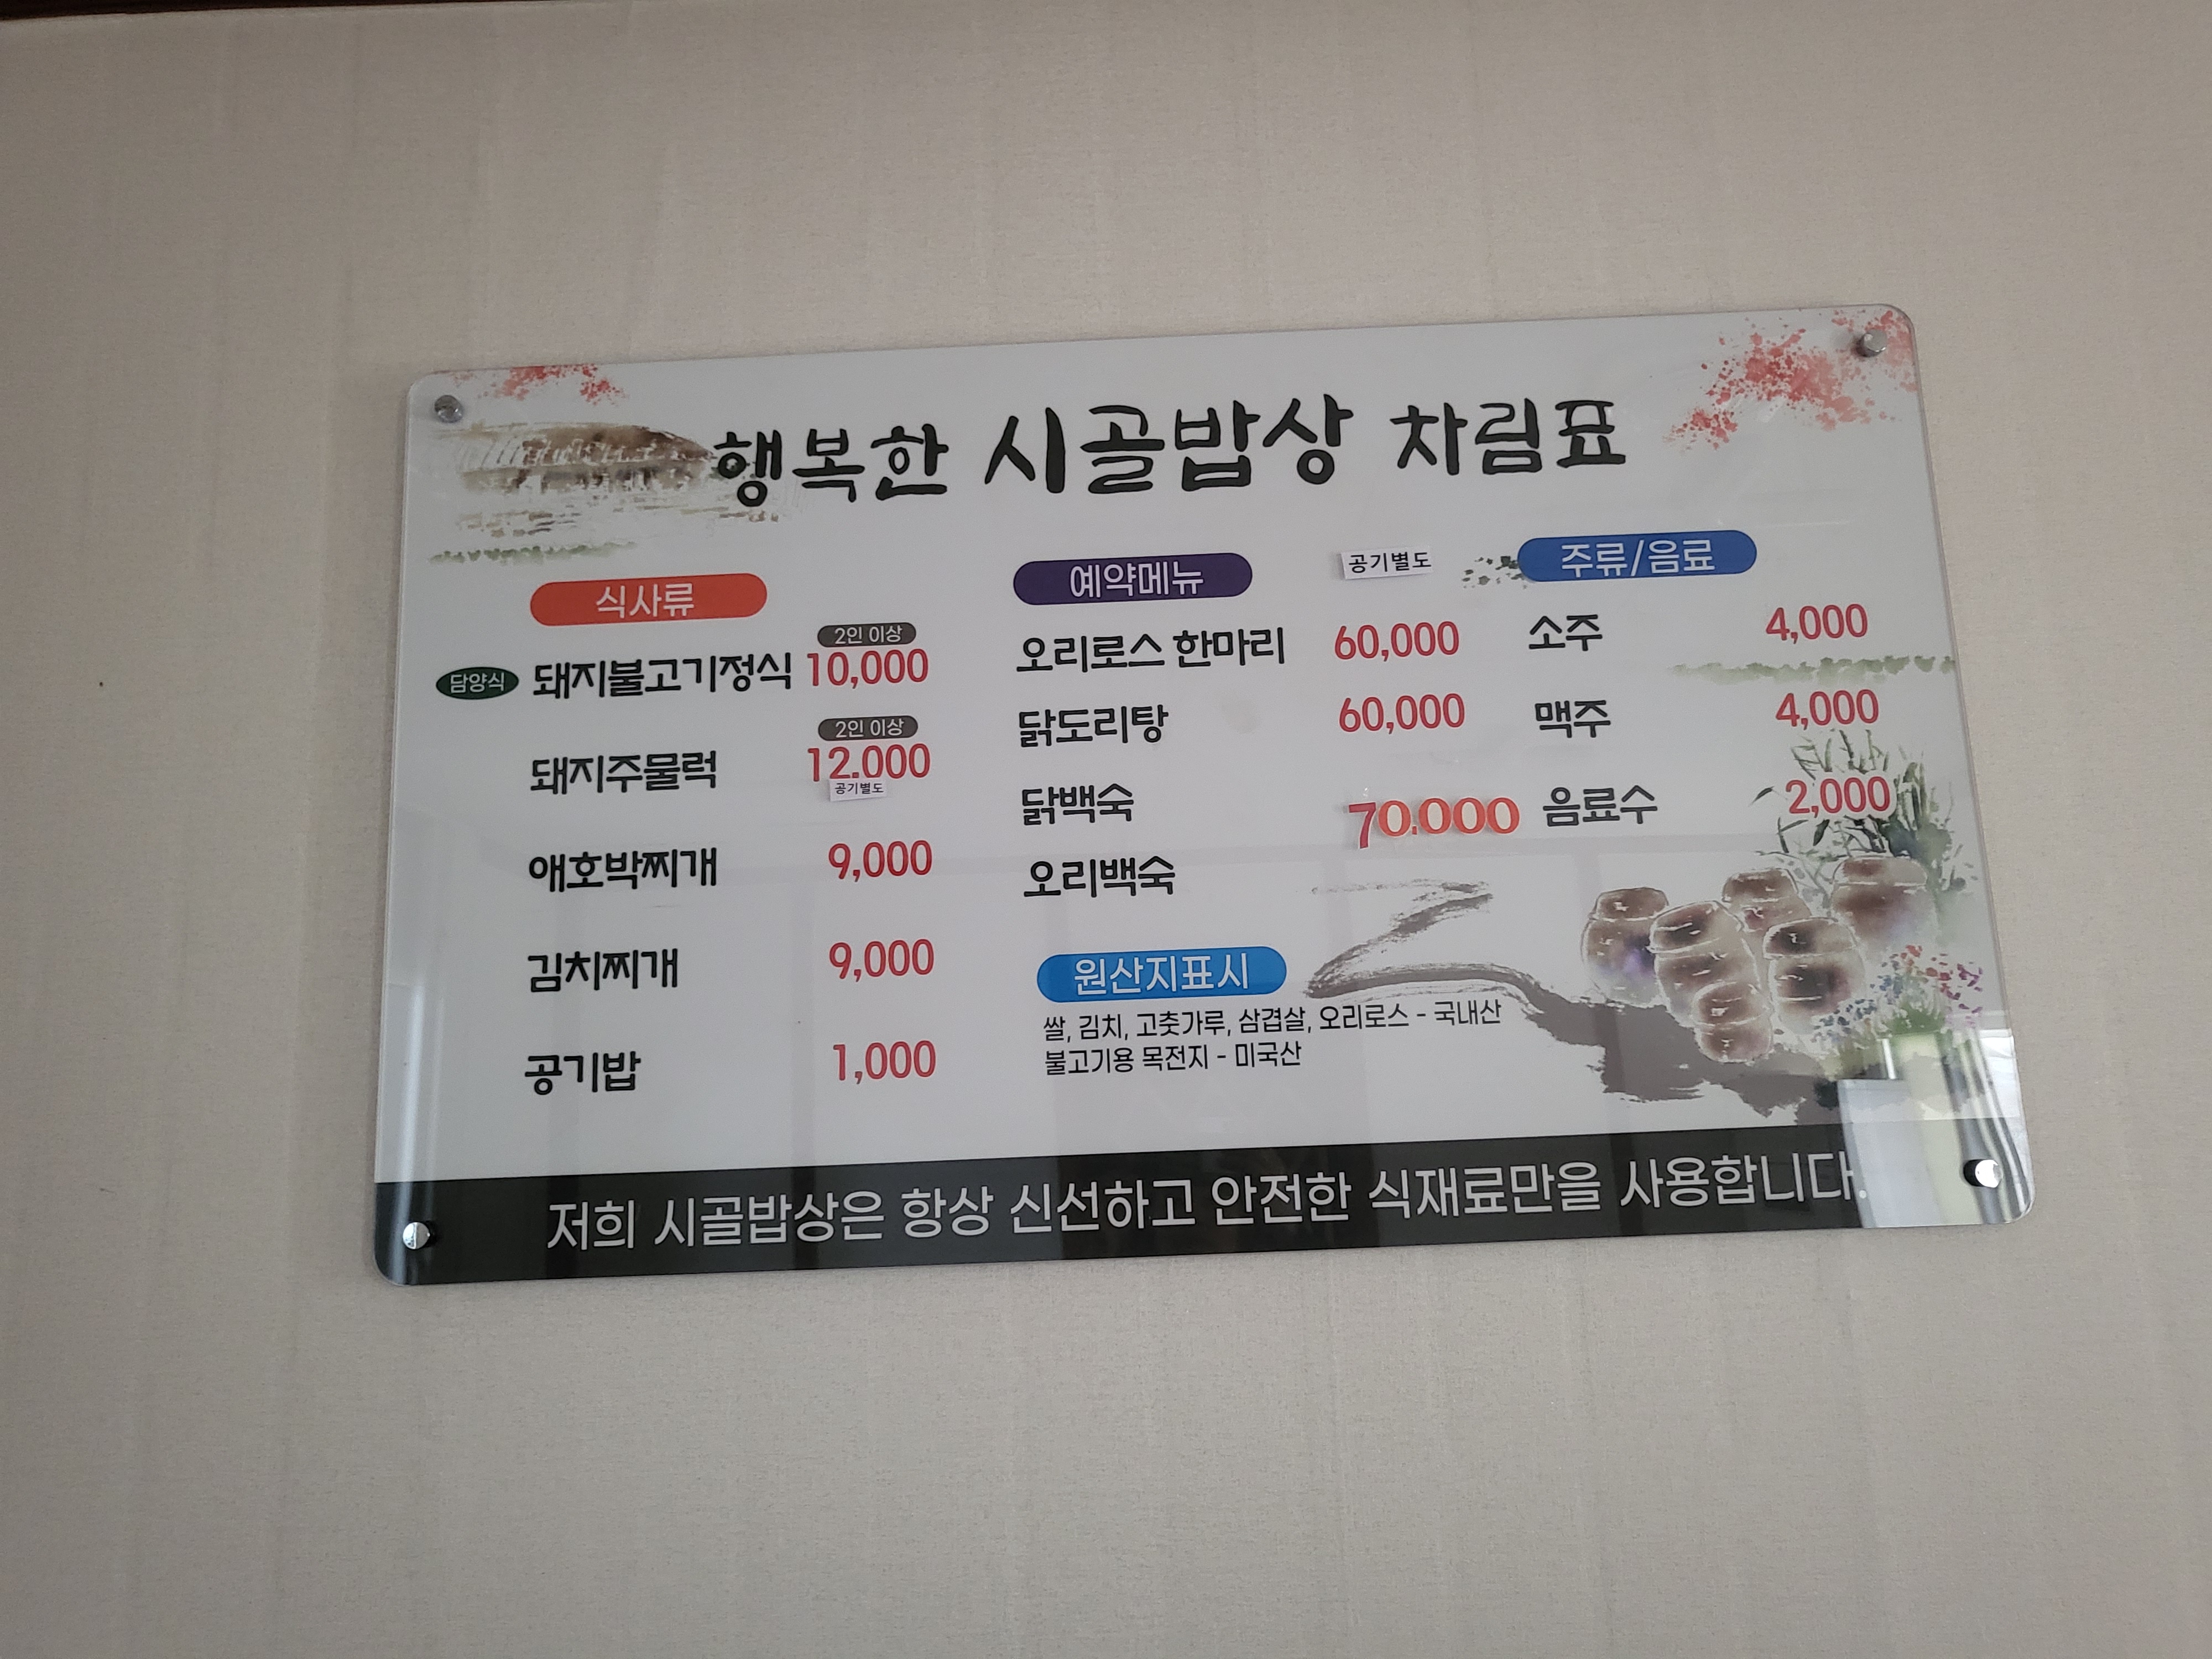 행복한 시골밥상 차림표
식사류
2인 이상
담양식 돼지불고기정식 10,000
2인 이상
돼지주물럭 12.000
공기별도
애호박찌개 9,000
김치찌개 9,000
공기밥 1,000
예약메뉴 공기별도
오리로스 한마리 60,000
닭도리탕 60,000
닭백숙 70.000
오리백숙
원산지표시
쌀, 김치, 고춧가루, 삼겹살, 오리로스 - 국내산
불고기용 목전지 - 미국산
주류/음료
소주 4,000
맥주 4,000
음료수 2,000
저희 시골밥상은 항상 신선하고 안전한 식재료만을 사용합니다.